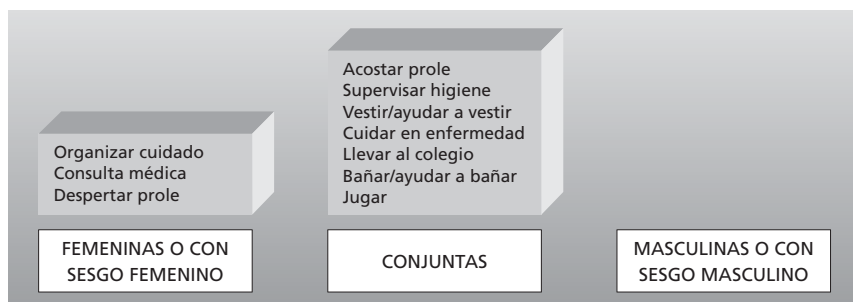 Organizar cuidado
Consulta médica
Despertar prole
Acostar prole
Supervisar higiene
Vestir/ayudar a vestir
Cuidar en enfermedad
Llevar al colegio
Bañar/ayudar a bañar
Jugar
FEMENINAS O CON
SESGO FEMENINO
CONJUNTAS
MASCULINAS O CON
SESGO MASCULINO